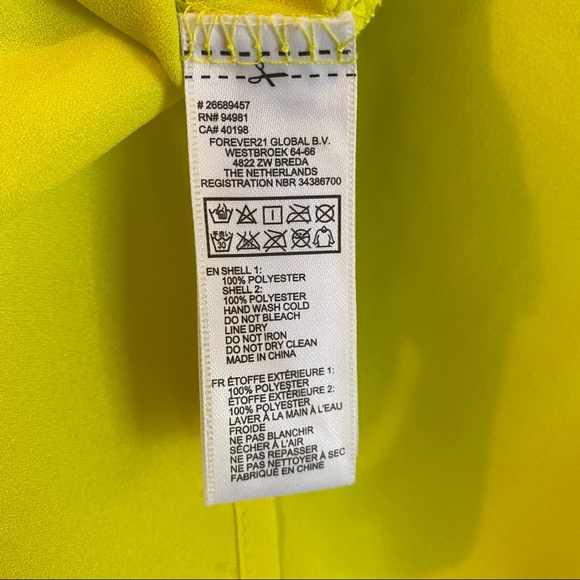 # 26689457
RN# 94981
CA# 40198
FOREVER21 GLOBAL B.V.
WESTBROEK 64-66
4822 ZW BREDA
THE NETHERLANDS
REGISTRATION NBR 34386700
30
EN SHELL 1:
100% POLYESTER
SHELL 2:
100% POLYESTER
HAND WASH COLD
DO NOT BLEACH
LINE DRY
DO NOT IRON
DO NOT DRY CLEAN
MADE IN CHINA
FR ÉTOFFE EXTÉRIEURE 1:
100% POLYESTER
ÉTOFFE EXTÉRIEURE 2:
100% POLYESTER
LAVER À LA MAIN À L'EAU
FROIDE
NE PAS BLANCHIR
SÉCHER À L'AIR
NE PAS REPASSER
NE PAS NETTOYER À SEC
FABRIQUÉ EN CHINE